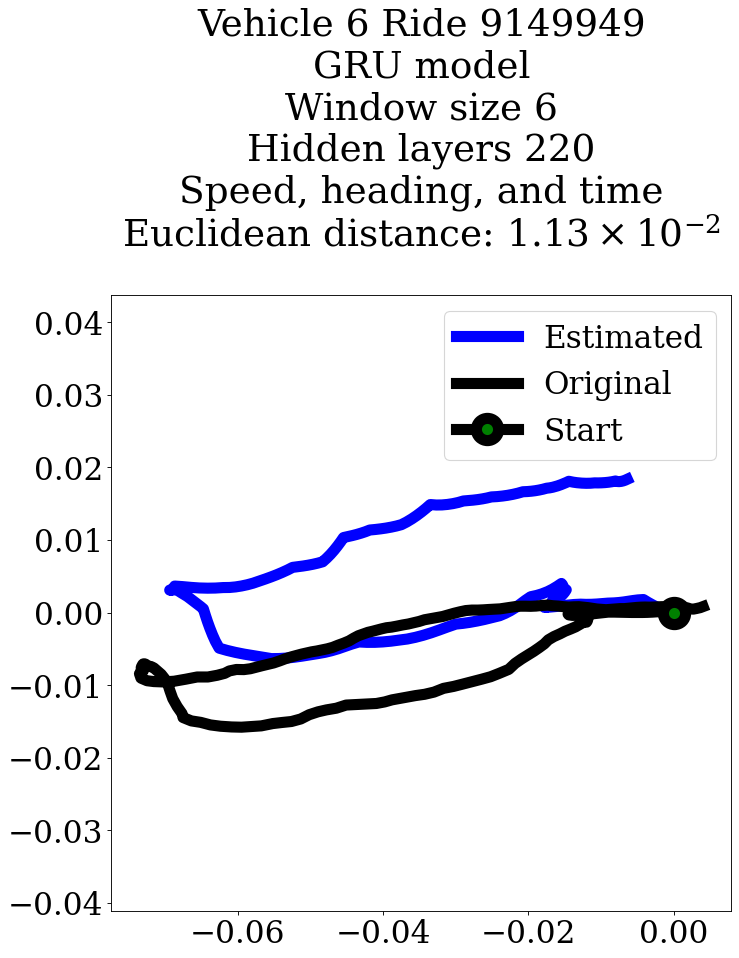 Vehicle 6 Ride 9149949
GRU model
Window size 6
Hidden layers 220
Speed, heading, and time
Euclidean distance: 1.13 × 10⁻²
Estimated
Original
Start
0.04
0.03
0.02
0.01
0.00
−0.01
−0.02
−0.03
−0.04
−0.06 −0.04 −0.02 0.00